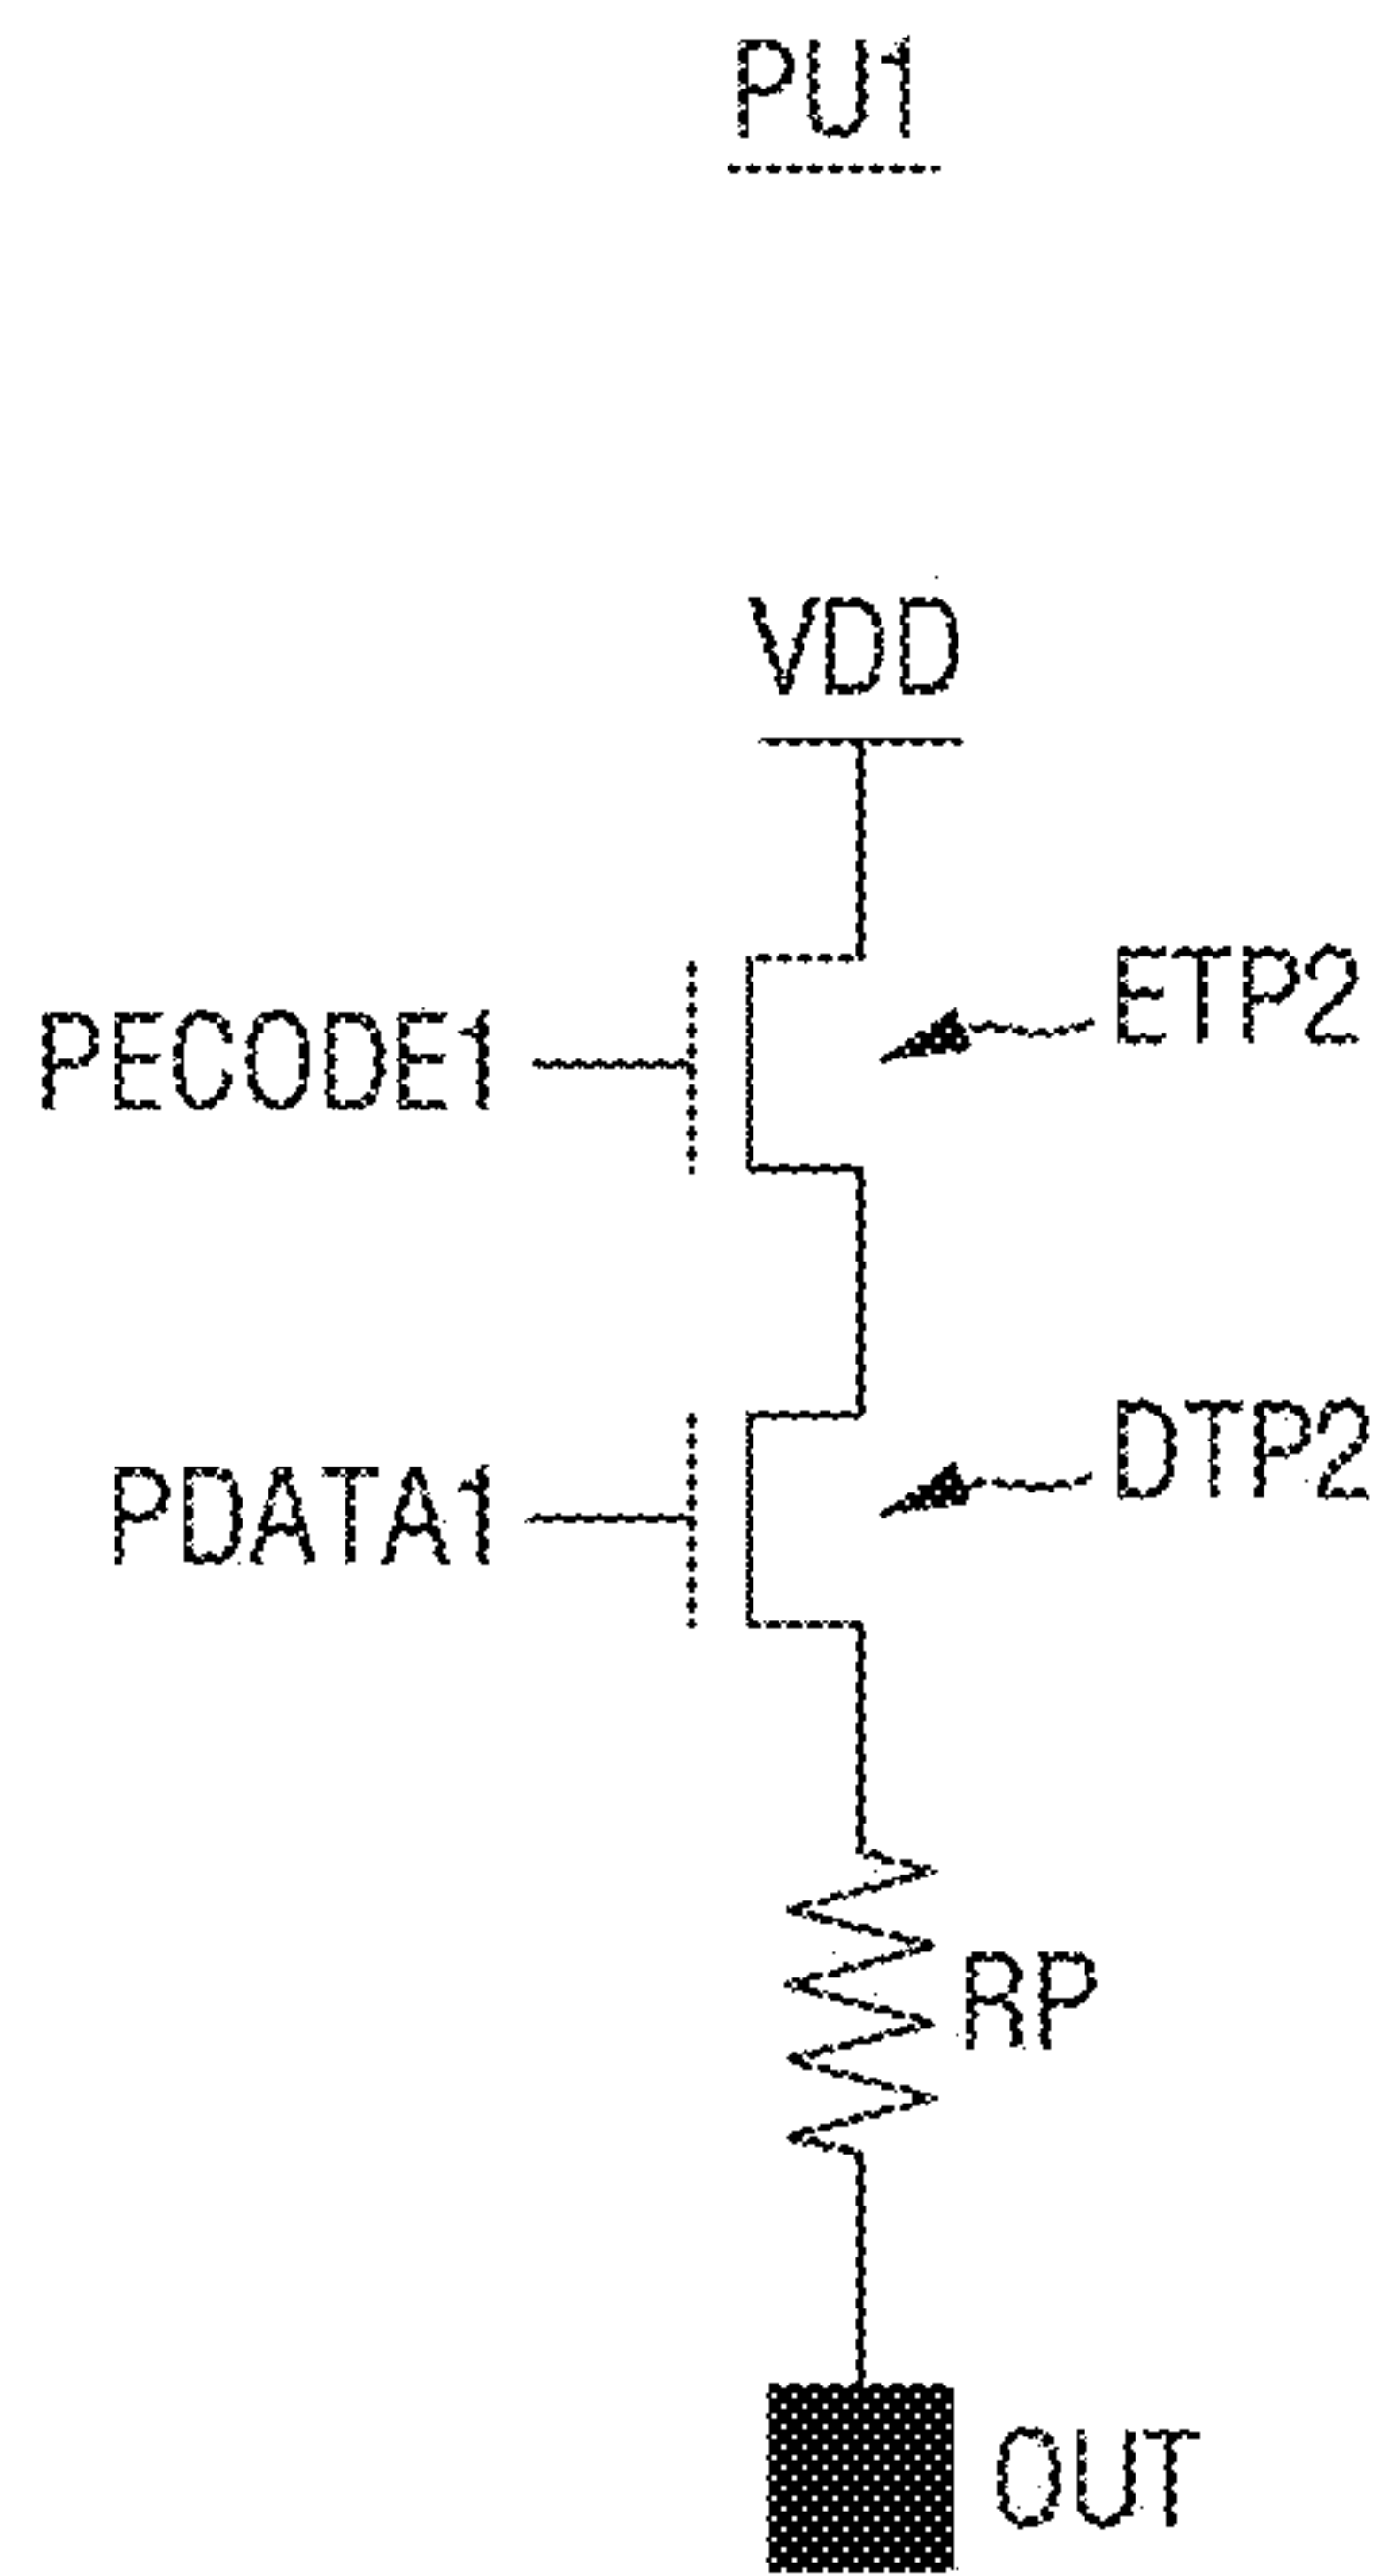 PU1
VDD
PECODE1
ETP2
PDATA1
DTP2
RP
OUT